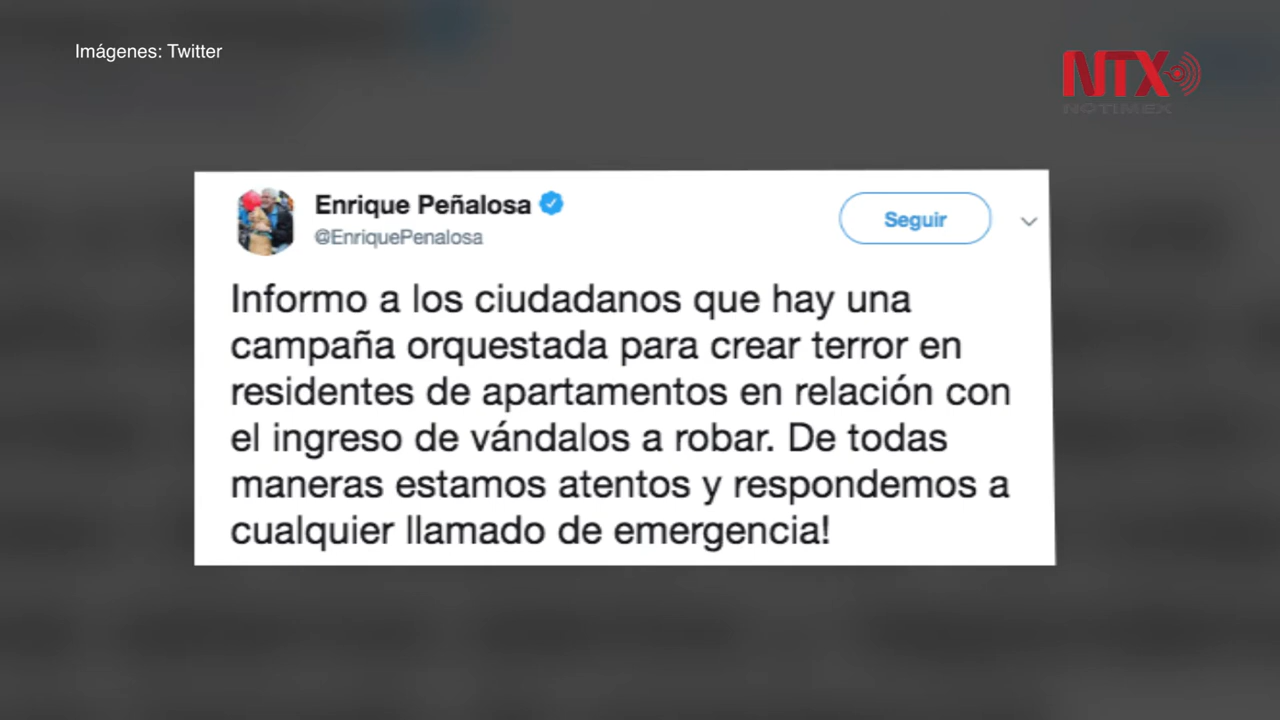 Imágenes: Twitter
NTX
NOTIMEX
Enrique Peñalosa
@EnriquePenalosa
Seguir
Informo a los ciudadanos que hay una
campaña orquestada para crear terror en
residentes de apartamentos en relación con
el ingreso de vándalos a robar. De todas
maneras estamos atentos y respondemos a
cualquier llamado de emergencia!